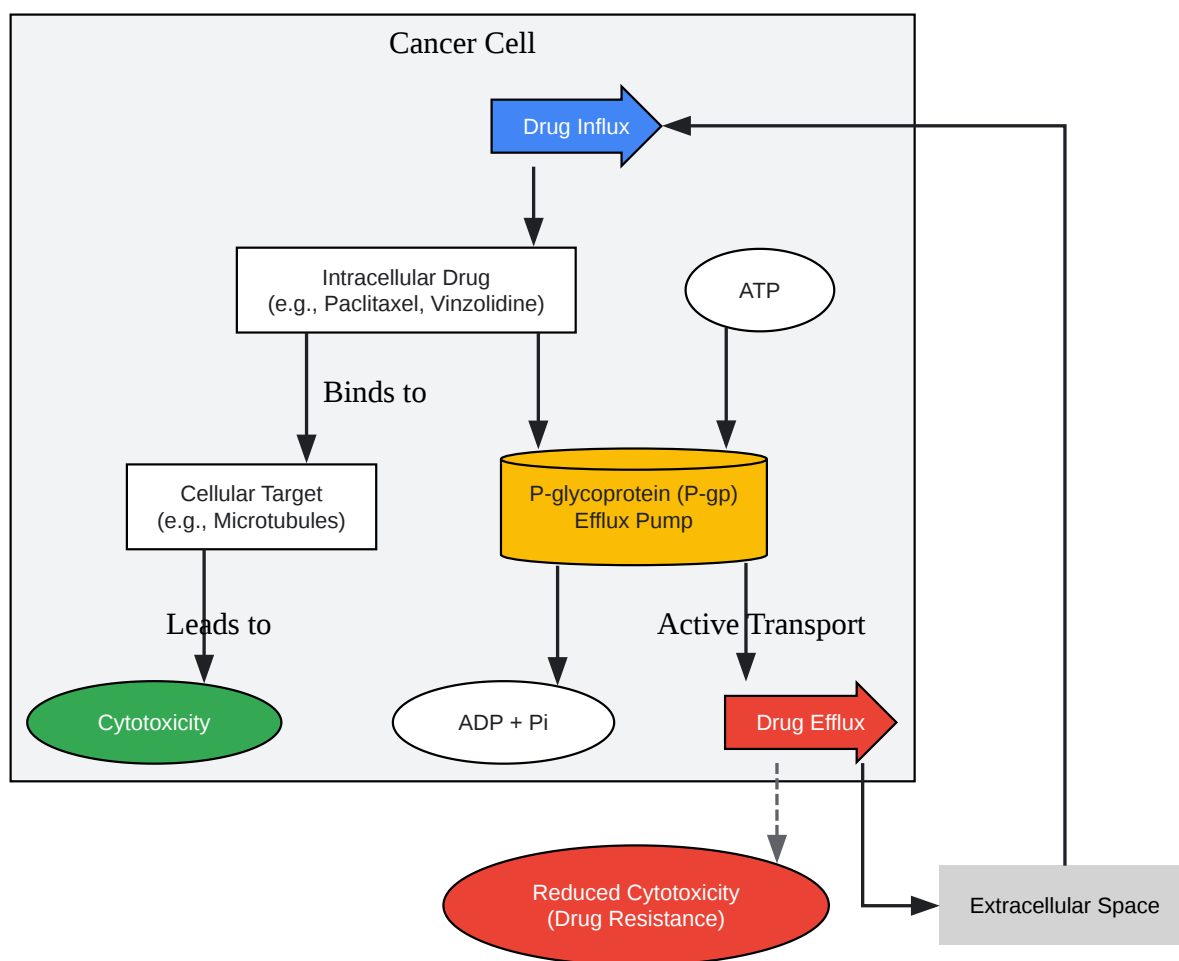 Cancer Cell
Drug Influx
Intracellular Drug
(e.g., Paclitaxel, Vinzolidine)
ATP
Binds to
Cellular Target
(e.g., Microtubules)
P-glycoprotein (P-gp)
Efflux Pump
Leads to
Active Transport
Cytotoxicity
ADP + Pi
Drug Efflux
Reduced Cytotoxicity
(Drug Resistance)
Extracellular Space